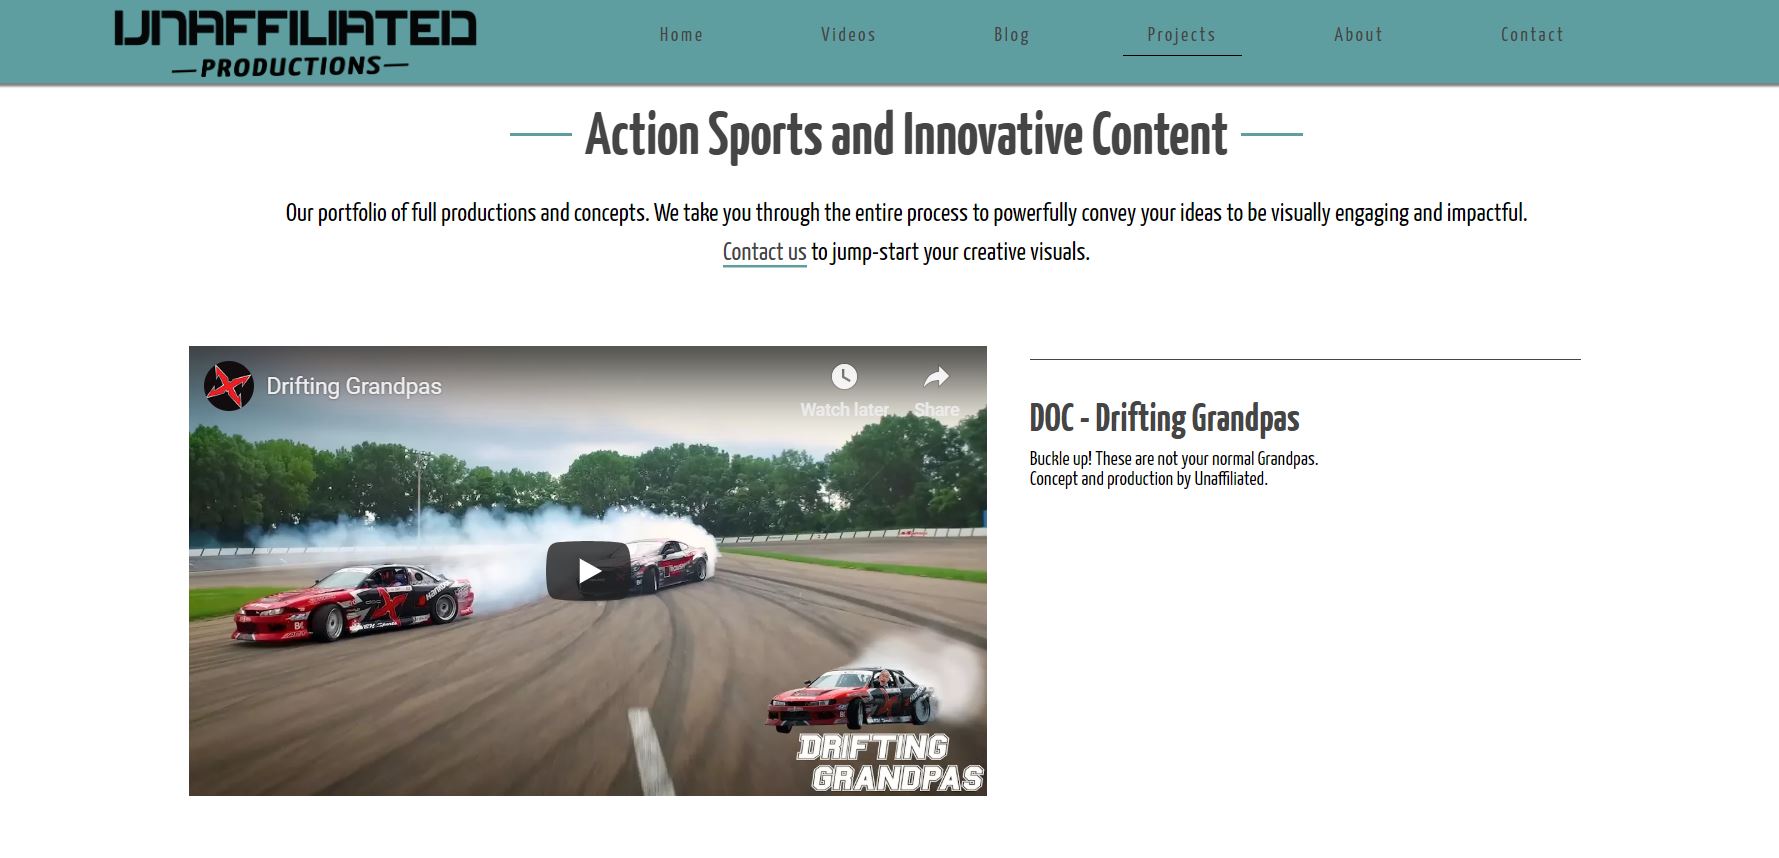 UNAFFILIATED
PRODUCTIONS
Home Videos Blog Projects About Contact
Action Sports and Innovative Content
Our portfolio of full productions and concepts. We take you through the entire process to powerfully convey your ideas to be visually engaging and impactful.
Contact us to jump-start your creative visuals.
Drifting Grandpas
Watch later Share
DRIFTING
GRANDPAS
DOC - Drifting Grandpas
Buckle up! These are not your normal Grandpas.
Concept and production by Unaffiliated.